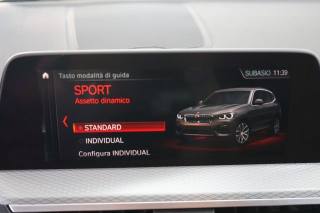 Tasto modalità di guida
SUBASIO 11:39
SPORT
Assetto dinamico
STANDARD
INDIVIDUAL
Configura INDIVIDUAL